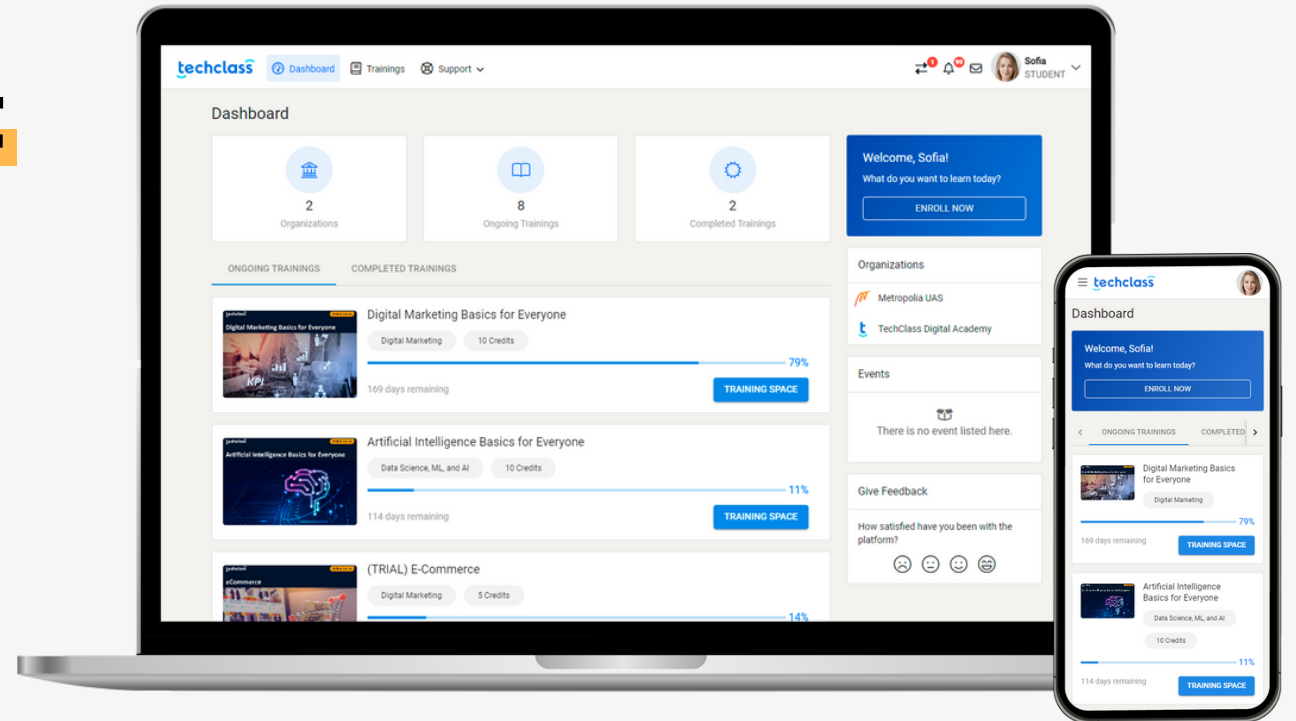 techclass
Dashboard
Trainings
Support
Sofia
STUDENT
Dashboard
2
Organizations
8
Ongoing Trainings
2
Completed Trainings
ONGOING TRAININGS
COMPLETED TRAININGS
Digital Marketing Basics for Everyone
KPI
Digital Marketing Basics for Everyone
Digital Marketing
10 Credits
79%
169 days remaining
TRAINING SPACE
Artificial Intelligence Basics for Everyone
Artificial Intelligence Basics for Everyone
Data Science, ML, and AI
10 Credits
11%
114 days remaining
TRAINING SPACE
eCommerce
(TRIAL) E-Commerce
Digital Marketing
5 Credits
14%
Welcome, Sofia!
What do you want to learn today?
ENROLL NOW
Organizations
Metropolia UAS
TechClass Digital Academy
Events
There is no event listed here.
Give Feedback
How satisfied have you been with the
platform?
techclass
Dashboard
Welcome, Sofia!
What do you want to learn today?
ENROLL NOW
ONGOING TRAININGS
COMPLETED
Digital Marketing Basics
for Everyone
Digital Marketing
79%
169 days remaining
TRAINING SPACE
Artificial Intelligence
Basics for Everyone
Data Science, ML, and AI
10 Credits
11%
114 days remaining
TRAINING SPACE